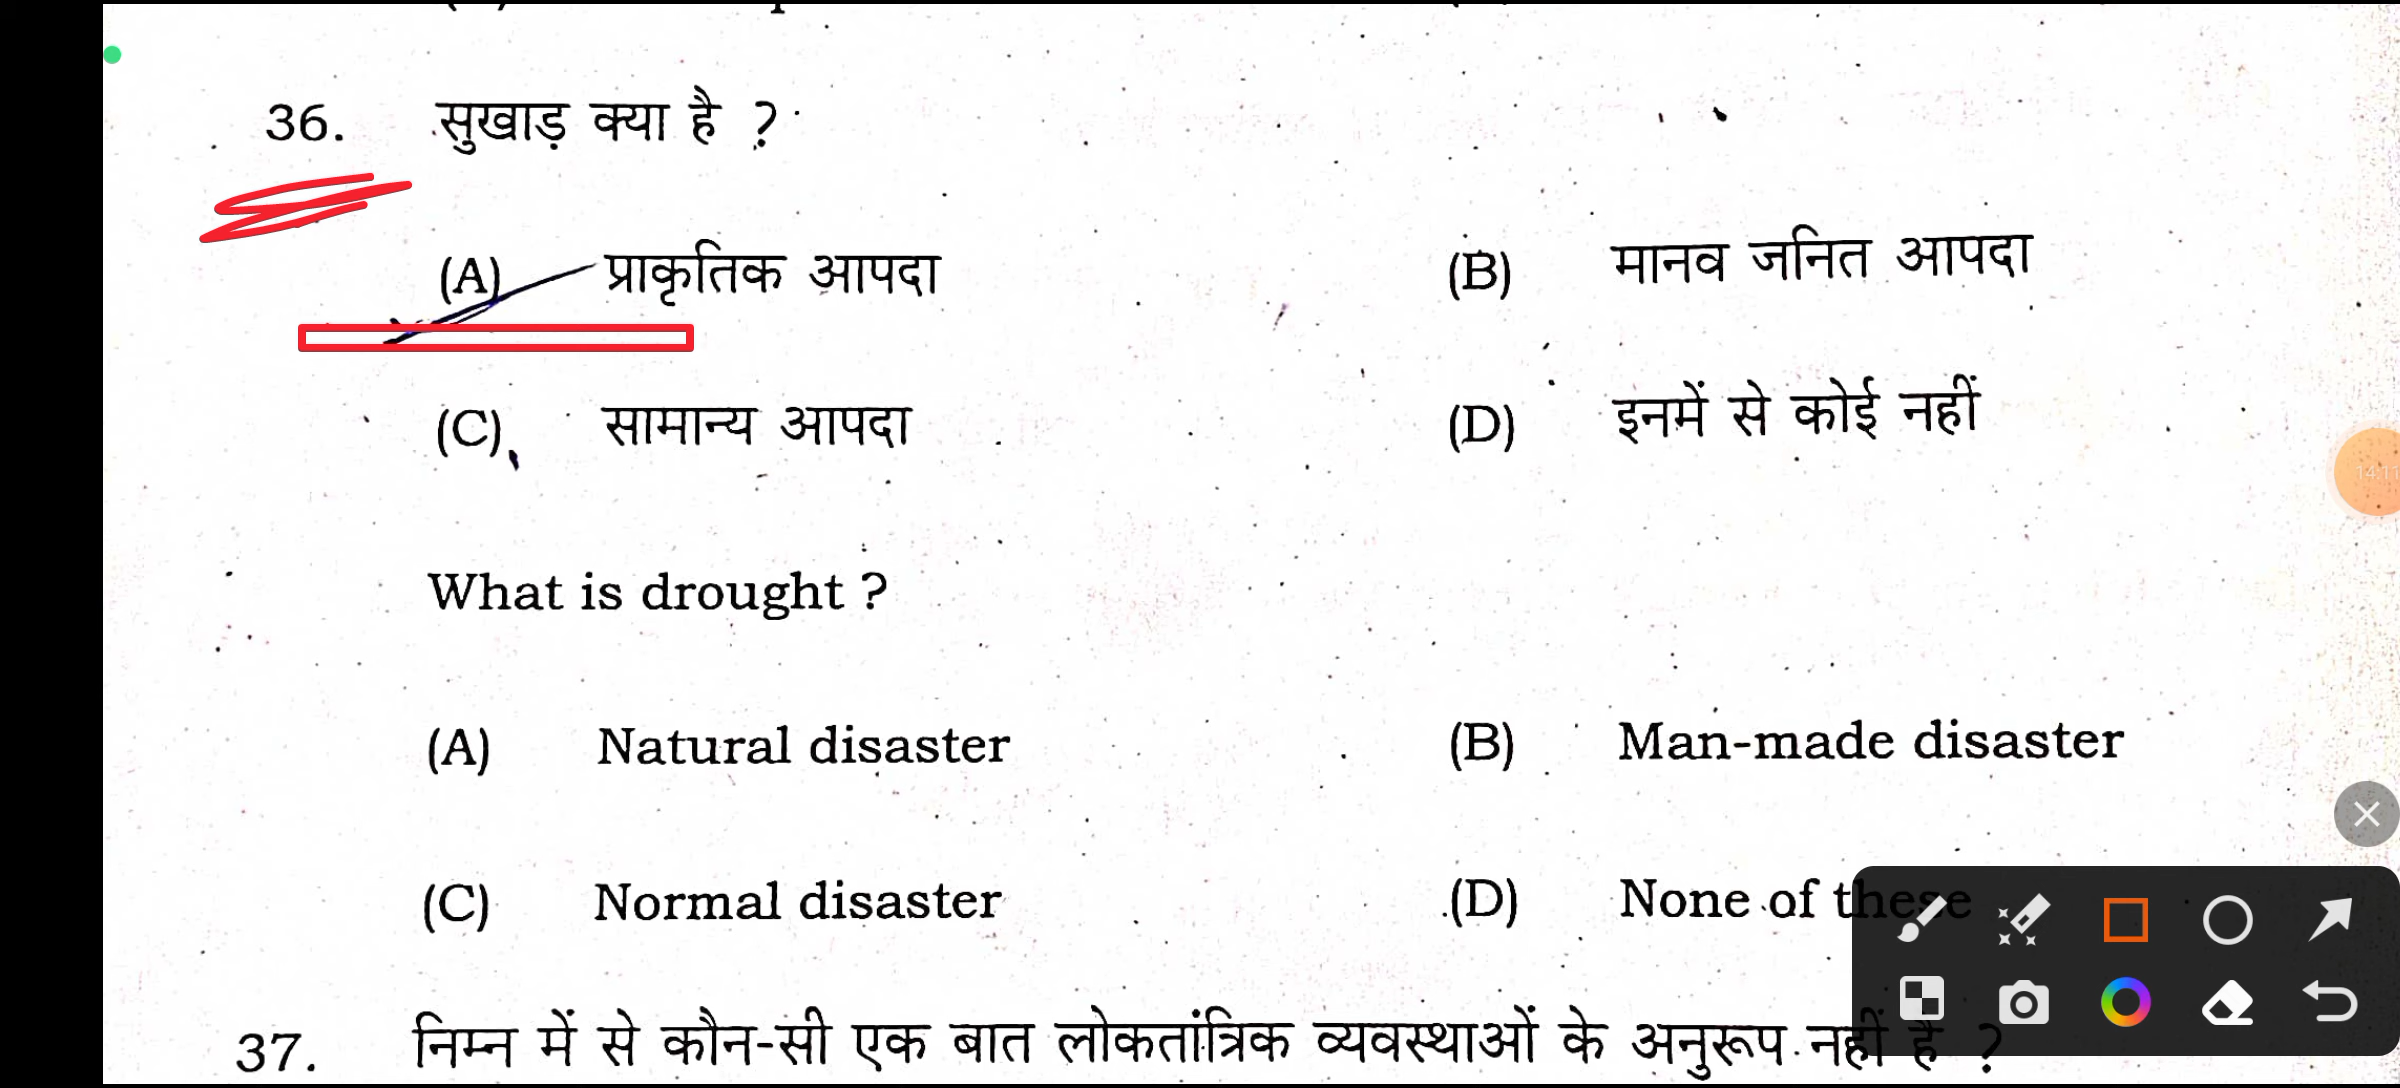 36. सुखाड़ क्या है ?
(A) प्राकृतिक आपदा (B) मानव जनित आपदा
(C) सामान्य आपदा (D) इनमें से कोई नहीं
What is drought ?
(A) Natural disaster (B) Man-made disaster
(C) Normal disaster (D) None of these
37. निम्न में से कौन-सी एक बात लोकतांत्रिक व्यवस्थाओं के अनुरूप नहीं है ?